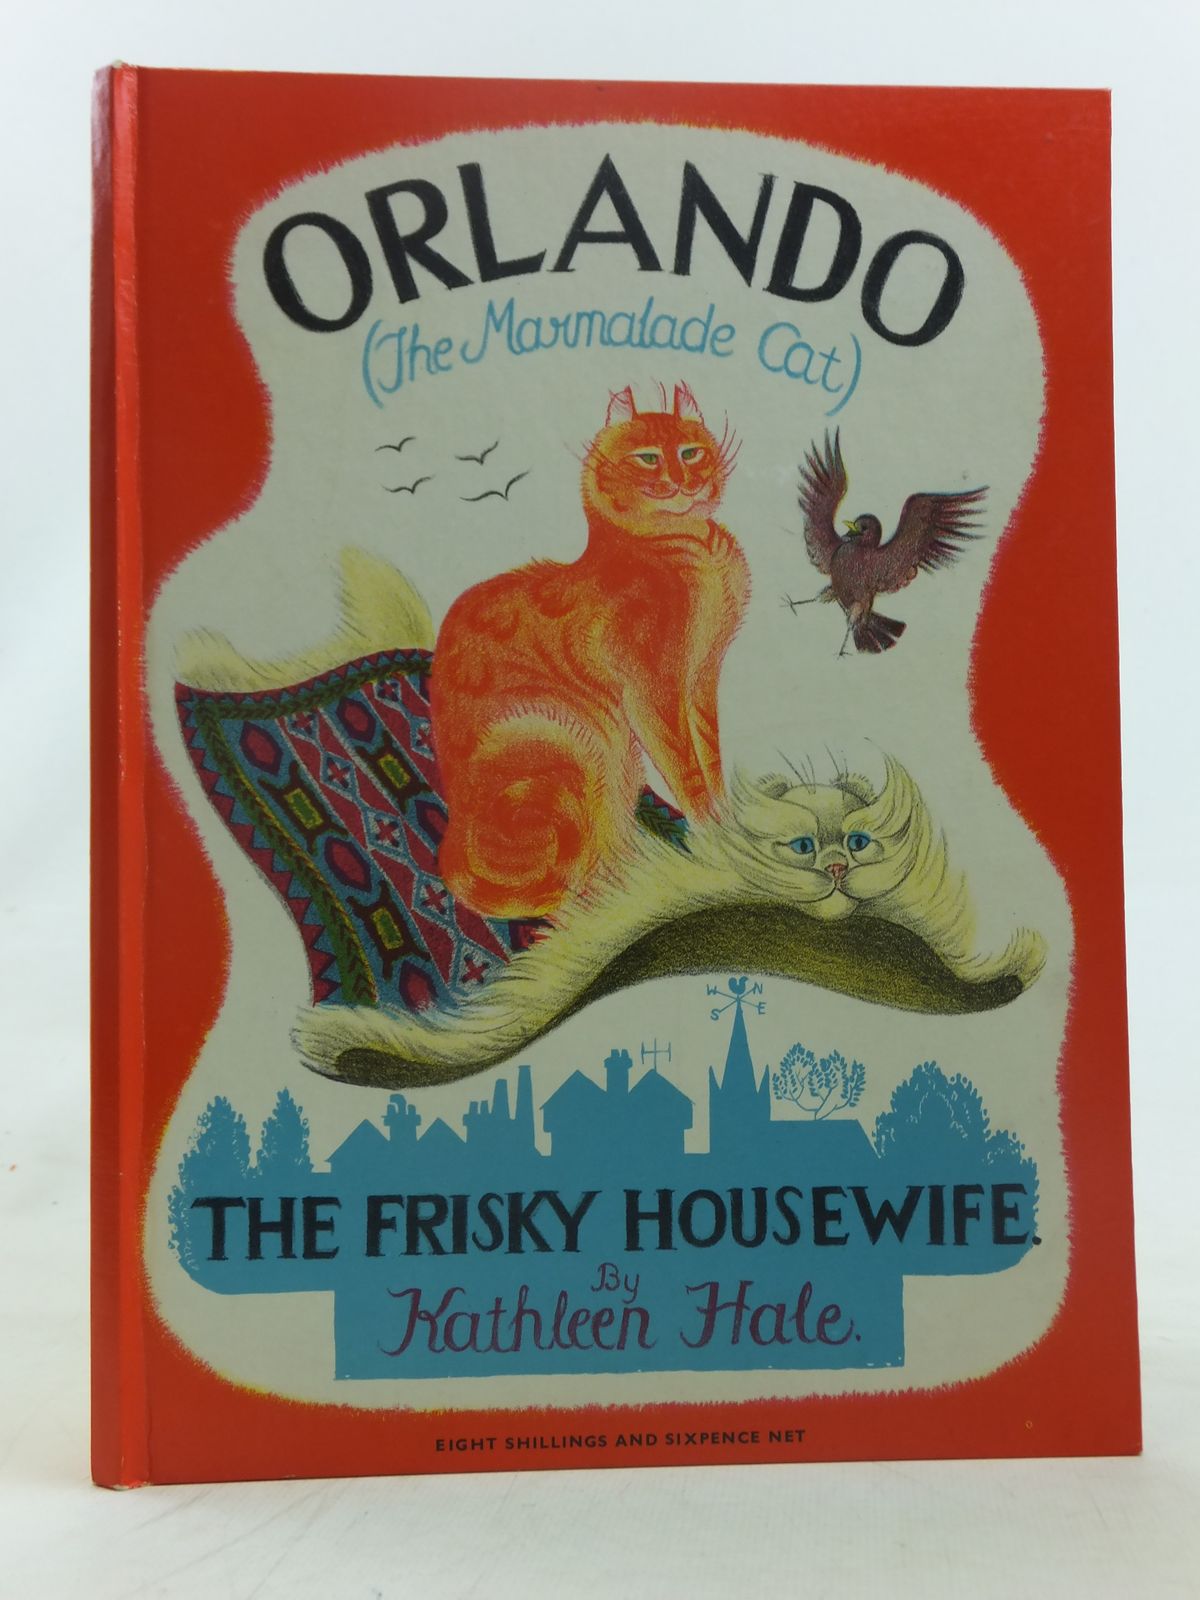 ORLANDO
(The Marmalade Cat)
W N
S E
THE FRISKY HOUSEWIFE.
By
Kathleen Hale.
EIGHT SHILLINGS AND SIXPENCE NET